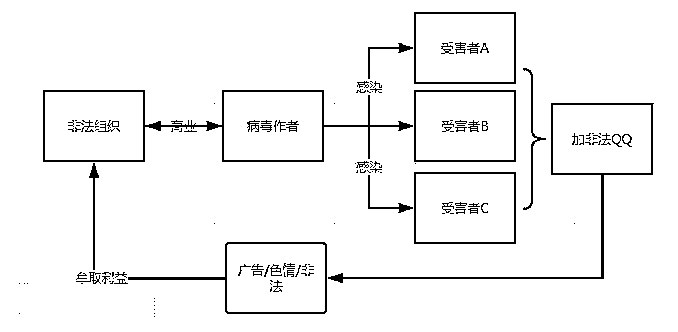 受害者A
感染
非法组织
商业
病毒作者
受害者B
加非法QQ
感染
受害者C
牟取利益
广告/色情/非
法